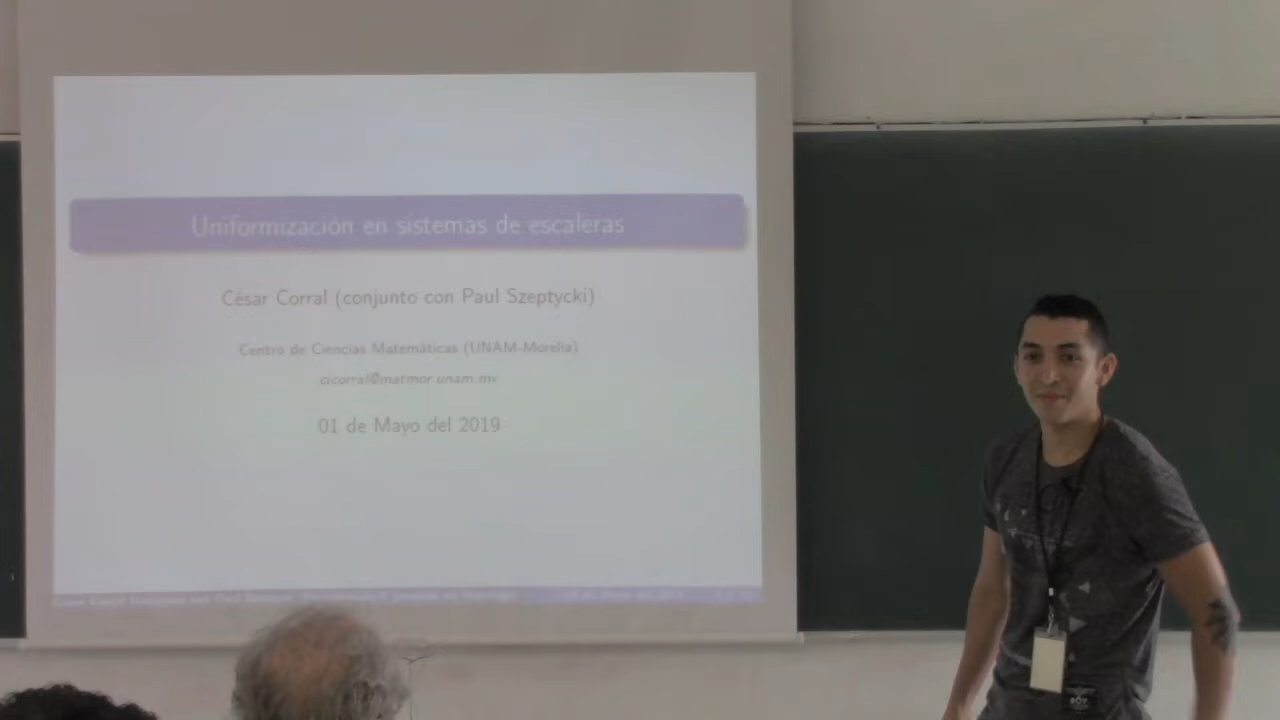 Uniformización en sistemas de escaleras
César Corral (conjunto con Paul Szeptycki)
Centro de Ciencias Matemáticas (UNAM-Morelia)
cicorral@matmor.unam.mx
01 de Mayo del 2019